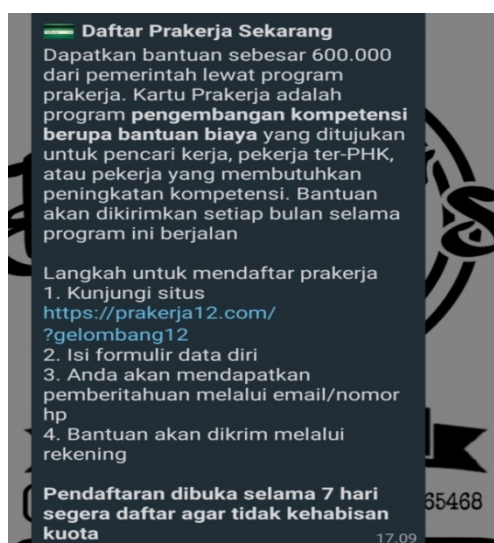 Daftar Prakerja Sekarang
Dapatkan bantuan sebesar 600.000
dari pemerintah lewat program
prakerja. Kartu Prakerja adalah
program pengembangan kompetensi
berupa bantuan biaya yang ditujukan
untuk pencari kerja, pekerja ter-PHK,
atau pekerja yang membutuhkan
peningkatan kompetensi. Bantuan
akan dikirimkan setiap bulan selama
program ini berjalan
Langkah untuk mendaftar prakerja
1. Kunjungi situs
https://prakerja12.com/
?gelombang12
2. Isi formulir data diri
3. Anda akan mendapatkan
pemberitahuan melalui email/nomor
hp
4. Bantuan akan dikrim melalui
rekening
Pendaftaran dibuka selama 7 hari
segera daftar agar tidak kehabisan
kuota
17.09
65468